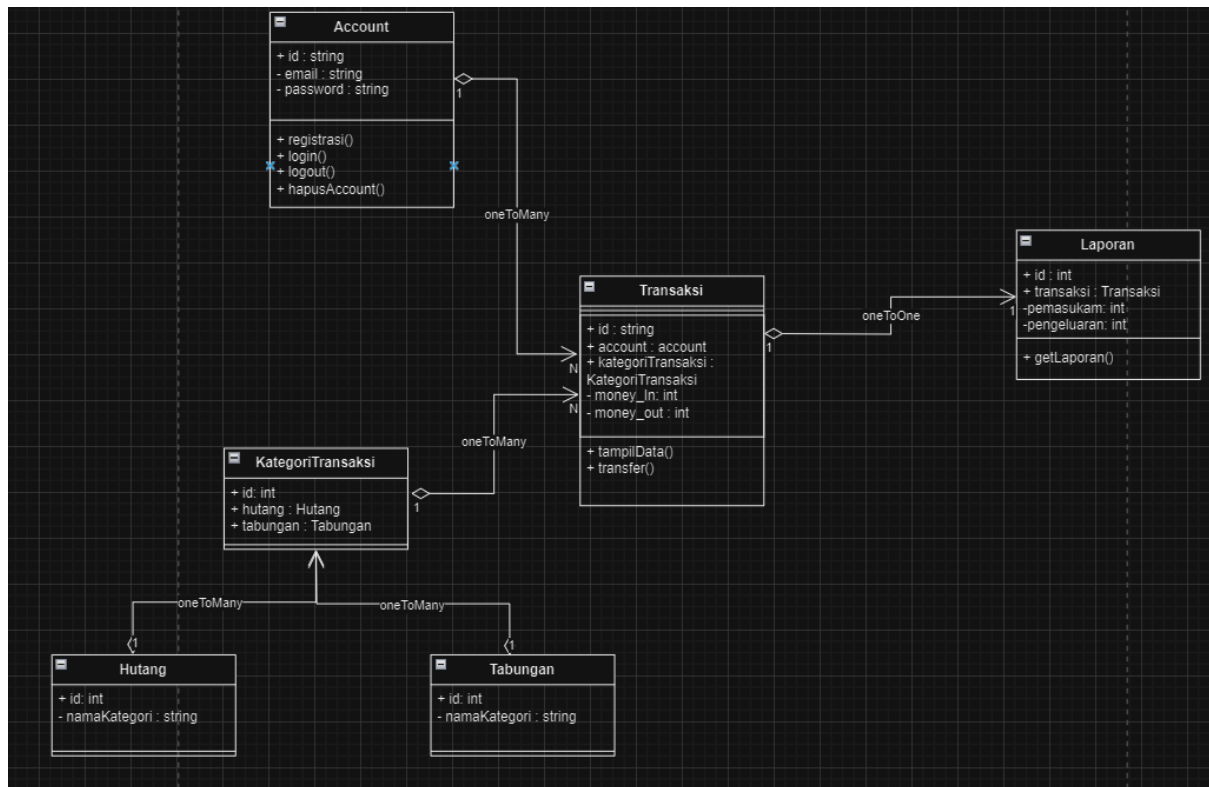 Account
+ id : string
- email : string
- password : string
1
+ registrasi()
+ login()
+ logout()
+ hapusAccount()
oneToMany
Laporan
+ id : int
+ transaksi : Transaksi
-pemasukam: int
-pengeluaran: int
+ getLaporan()
1
oneToOne
Transaksi
+ id : string
+ account : account
+ kategoriTransaksi :
KategoriTransaksi
- money_In: int
- money_out : int
+ tampilData()
+ transfer()
1
N
N
oneToMany
KategoriTransaksi
+ id: int
+ hutang : Hutang
+ tabungan : Tabungan
1
oneToMany
oneToMany
1
1
Hutang
+ id: int
- namaKategori : string
Tabungan
+ id: int
- namaKategori : string